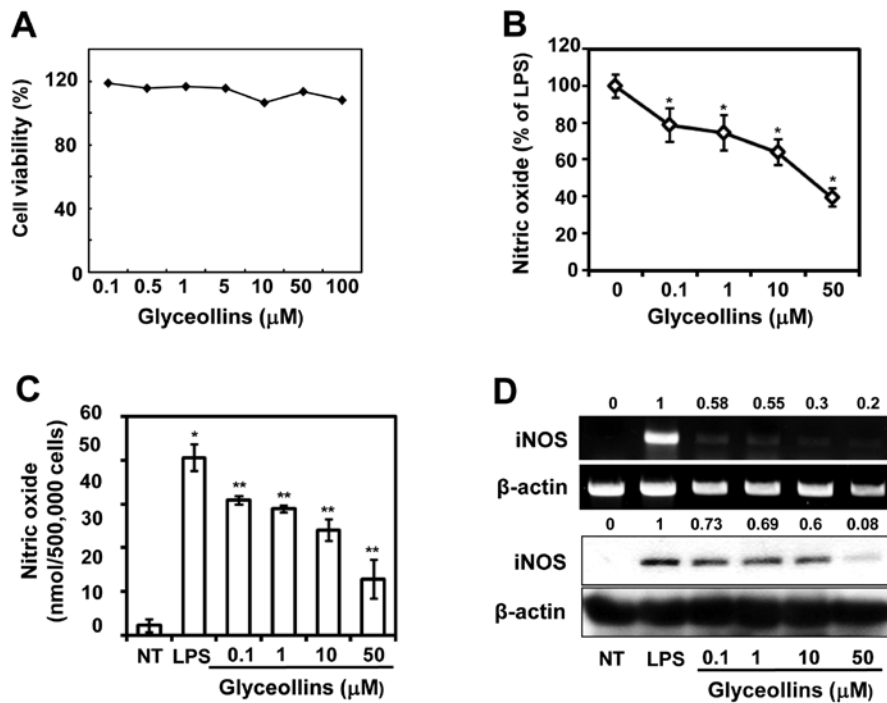 A
120
80
40
0
Cell viability (%)
0.1 0.5 1 5 10 50 100
Glyceollins (μM)
B
120
100
80
60
40
20
0
Nitric oxide (% of LPS)
* * * *
0 0.1 1 10 50
Glyceollins (μM)
C
60
50
40
30
20
10
0
Nitric oxide
(nmol/500,000 cells)
* ** ** ** **
NT LPS 0.1 1 10 50
Glyceollins (μM)
D
0 1 0.58 0.55 0.3 0.2
iNOS
β-actin
0 1 0.73 0.69 0.6 0.08
iNOS
β-actin
NT LPS 0.1 1 10 50
Glyceollins (μM)